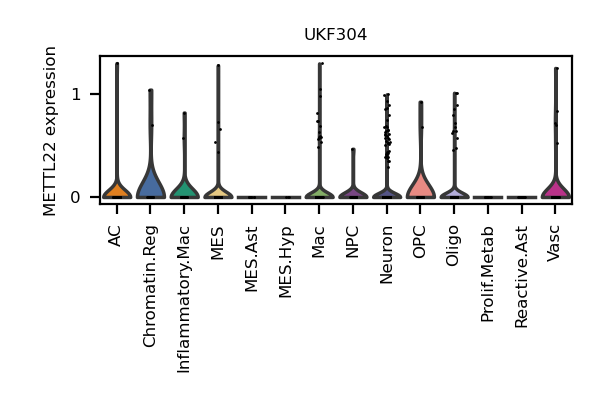 UKF304
METTL22 expression
1
0
AC
Chromatin.Reg
Inflammatory.Mac
MES
MES.Ast
MES.Hyp
Mac
NPC
Neuron
OPC
Oligo
Prolif.Metab
Reactive.Ast
Vasc